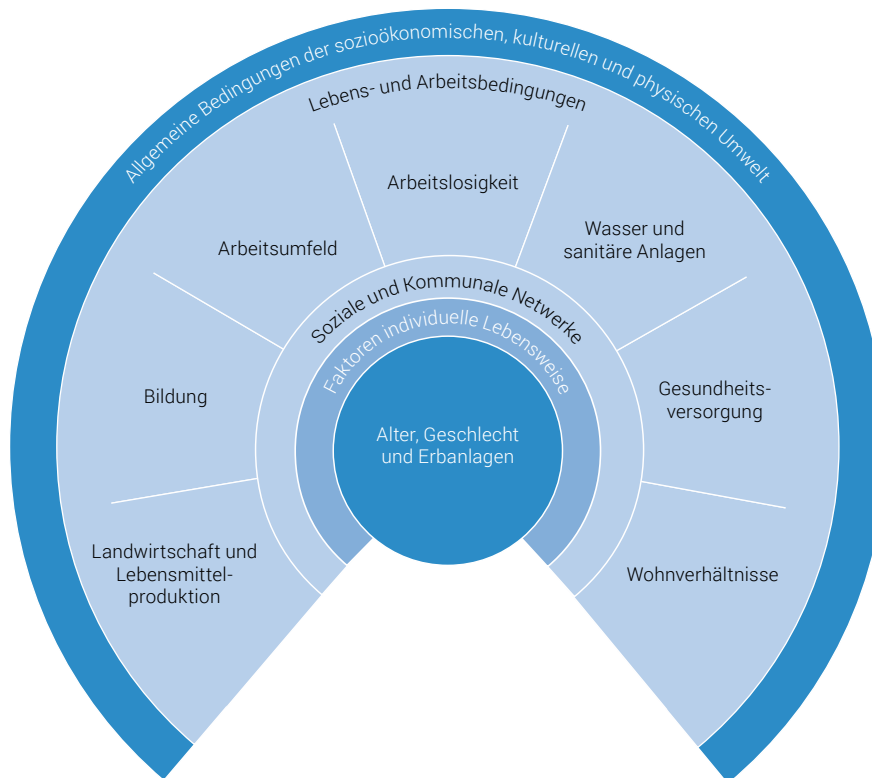 Allgemeine Bedingungen der sozioökonomischen, kulturellen und physischen Umwelt
Lebens- und Arbeitsbedingungen
Arbeitslosigkeit
Arbeitsumfeld
Wasser und
sanitäre Anlagen
Soziale und Kommunale Netwerke
Faktoren individuelle Lebensweise
Bildung
Gesundheits-
versorgung
Alter, Geschlecht
und Erbanlagen
Landwirtschaft und
Lebensmittel-
produktion
Wohnverhältnisse